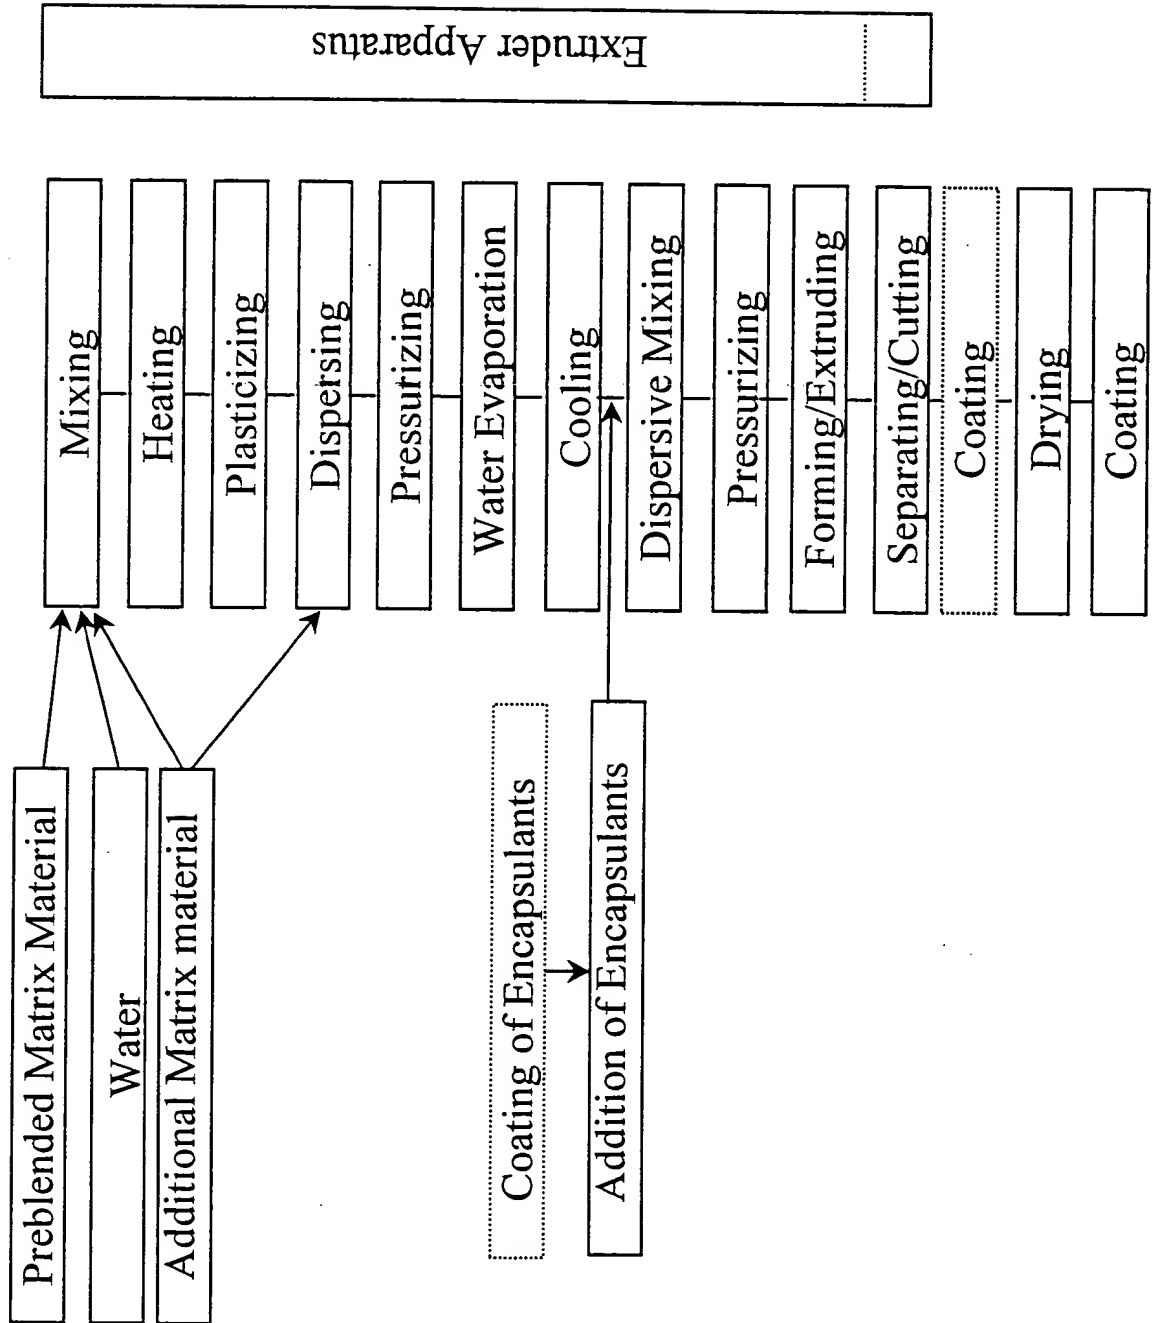 Preblended Matrix Material
Water
Additional Matrix material
Coating of Encapsulants
Addition of Encapsulants
Mixing
Heating
Plasticizing
Dispersing
Pressurizing
Water Evaporation
Cooling
Dispersive Mixing
Pressurizing
Forming/Extruding
Separating/Cutting
Coating
Drying
Coating
Extruder Apparatus